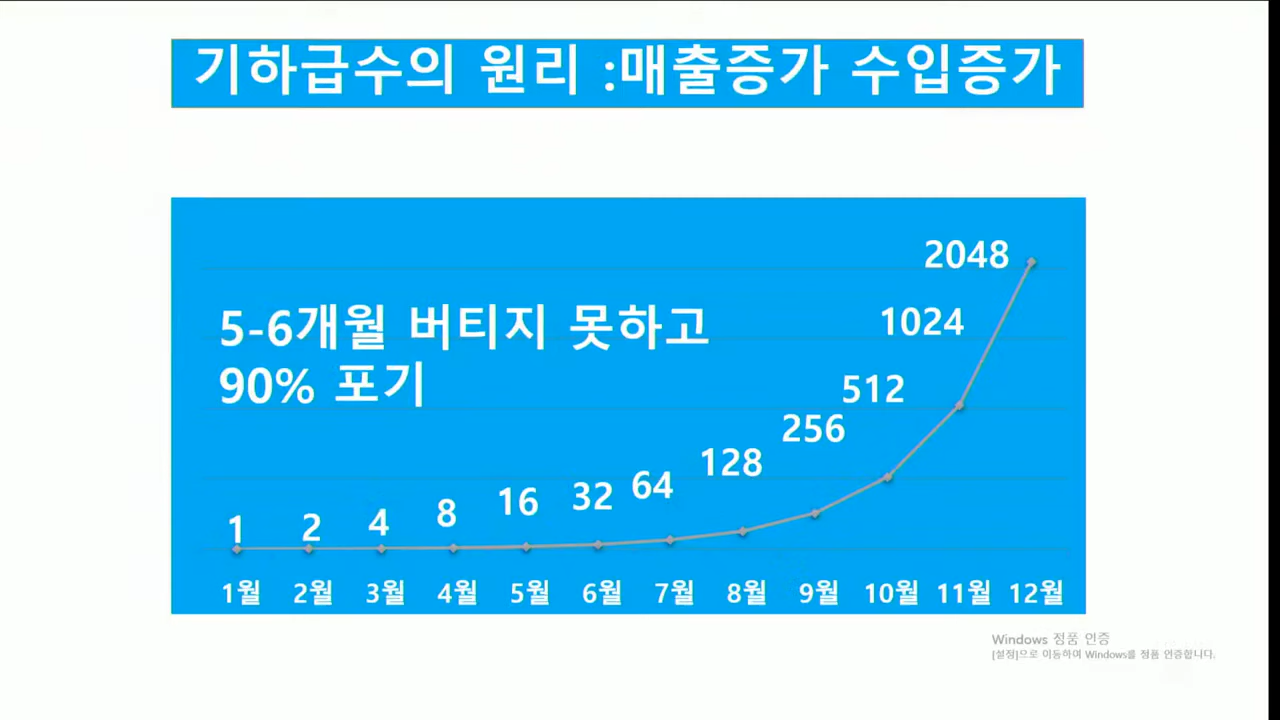 기하급수의 원리 :매출증가 수입증가
5-6개월 버티지 못하고
90% 포기
1 2 4 8 16 32 64 128 256 512 1024 2048
1월 2월 3월 4월 5월 6월 7월 8월 9월 10월 11월 12월
Windows 정품 인증
[설정]으로 이동하여 Windows를 정품 인증합니다.